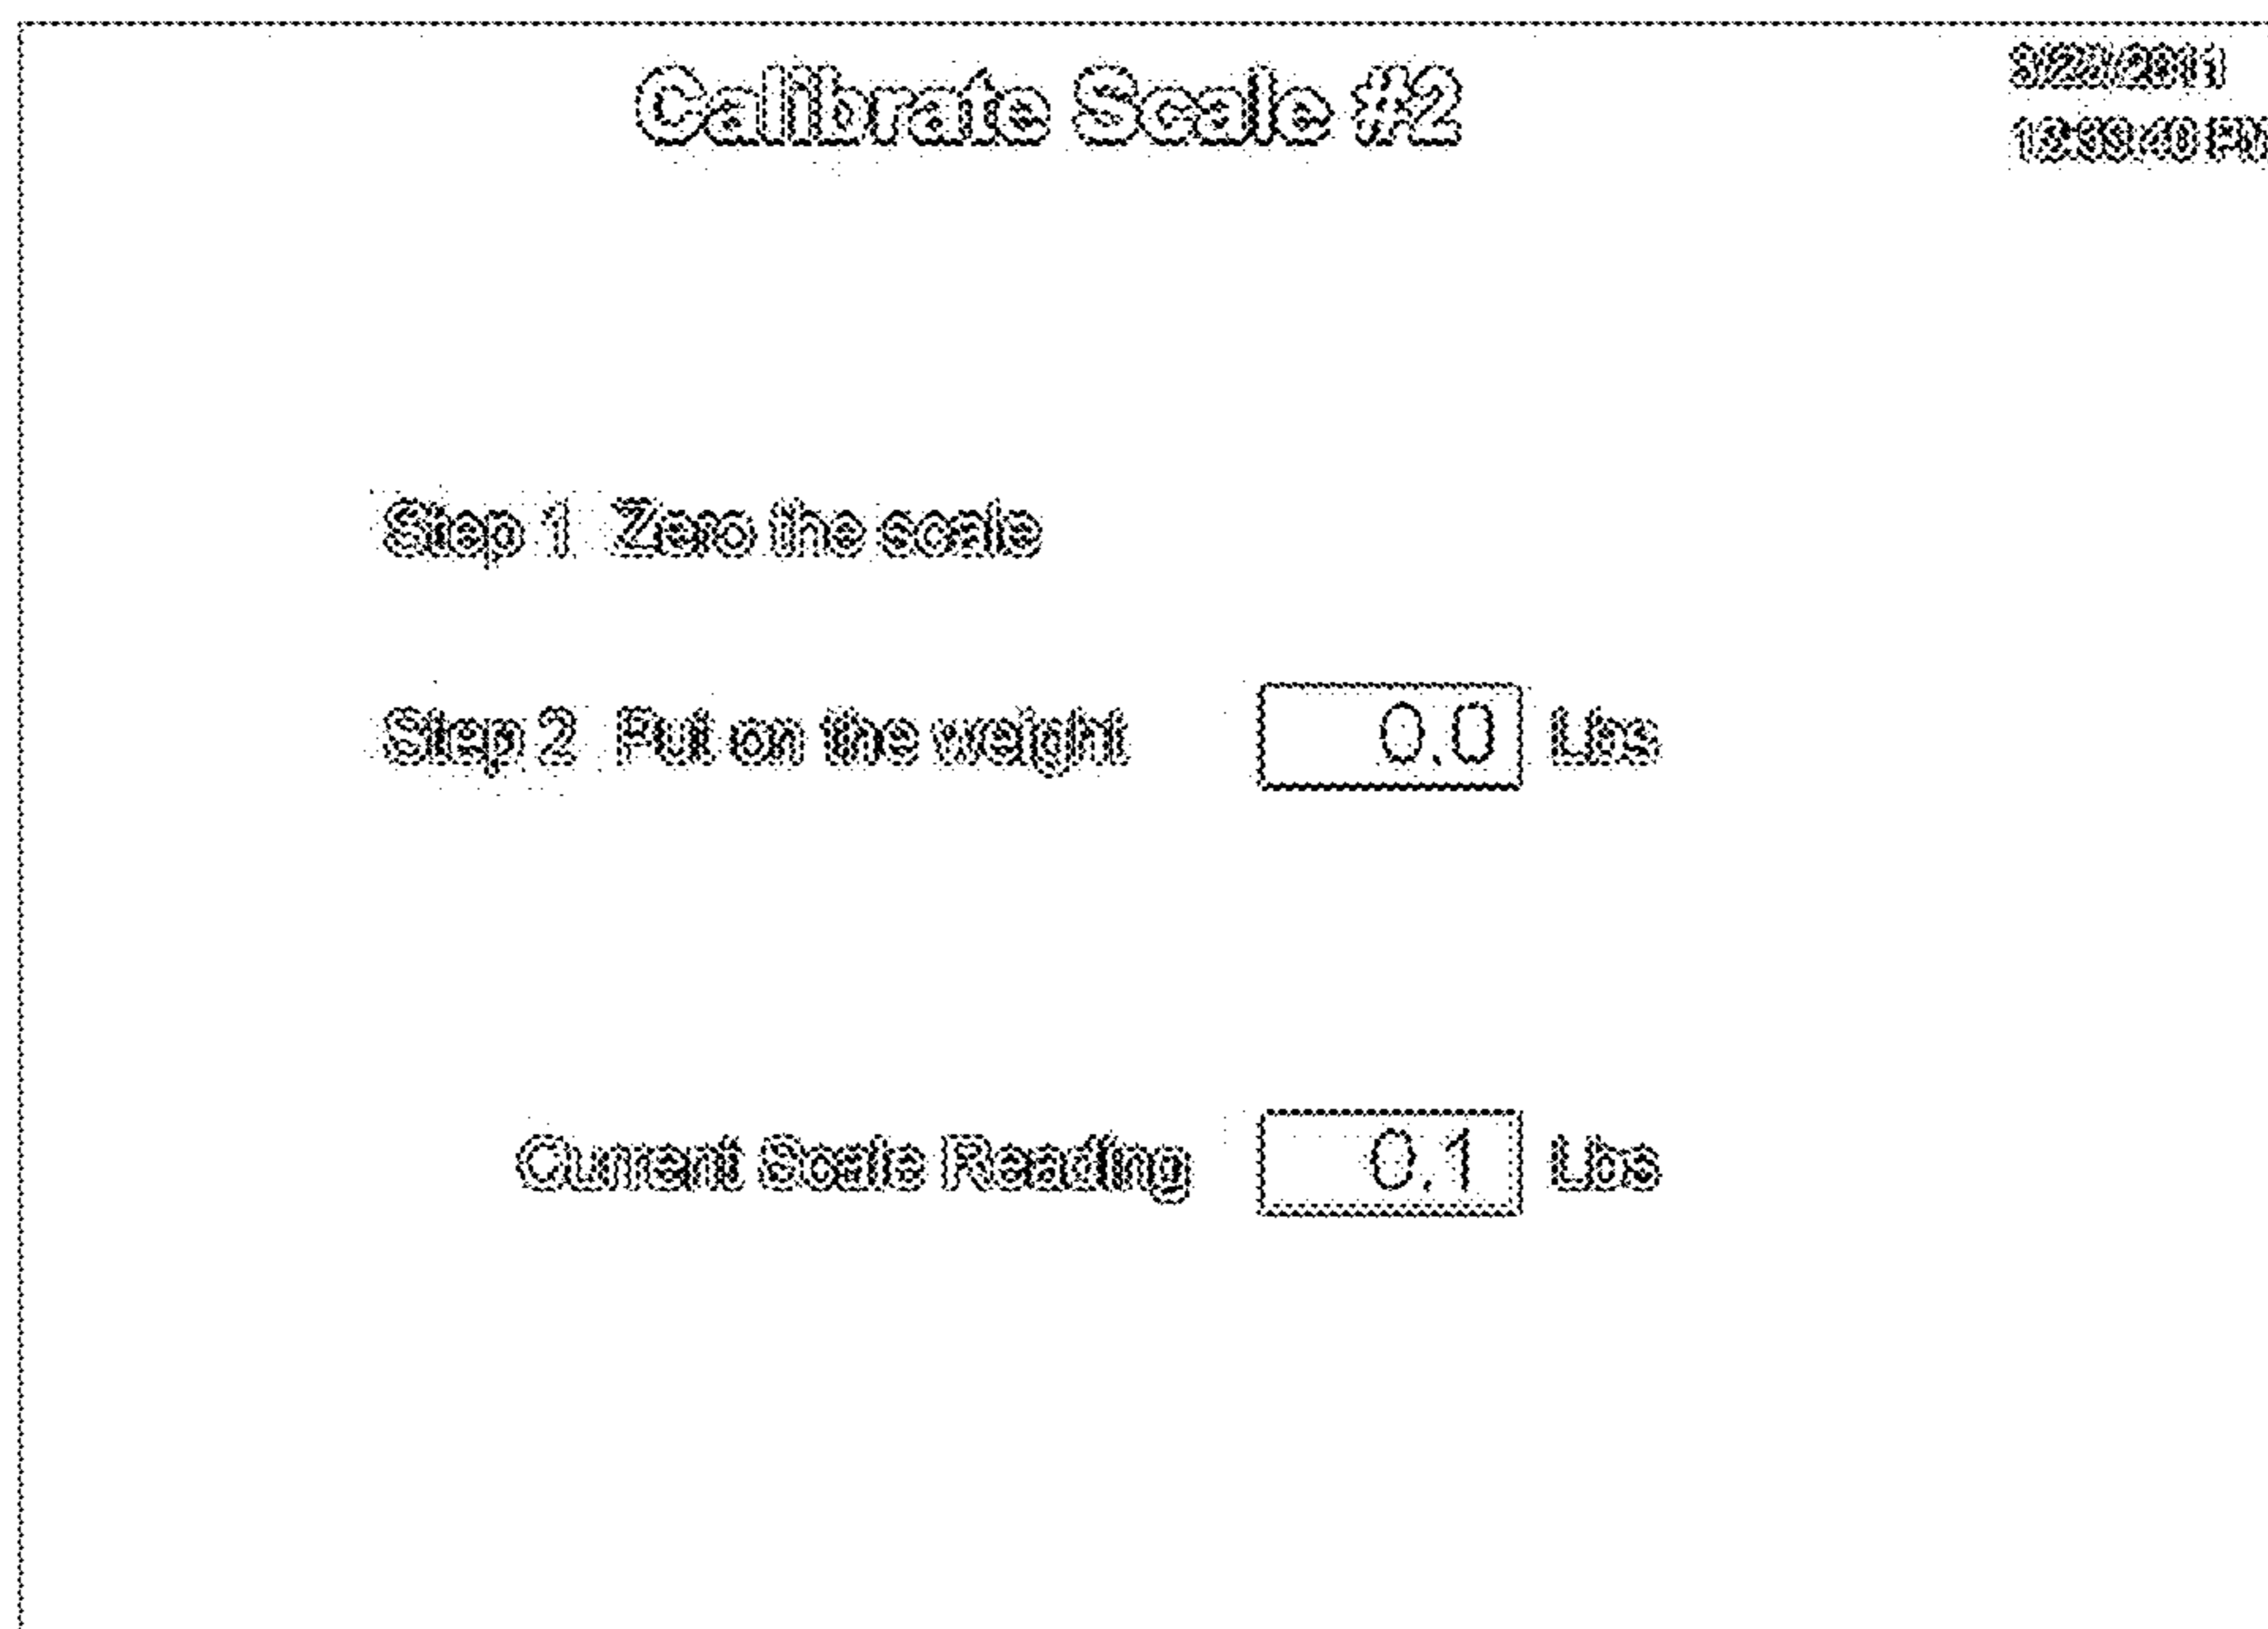 Calibrate Scale #2
Step 1 Zero the scale
Step 2 Put on the weight 0.0 Lbs
Current Scale Reading 0.1 Lbs